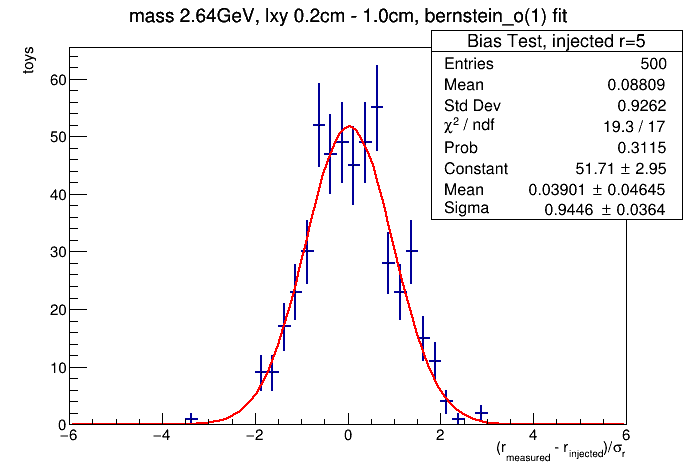 mass 2.64GeV, lxy 0.2cm - 1.0cm, bernstein_o(1) fit
toys
Bias Test, injected r=5
Entries 500
Mean 0.08809
Std Dev 0.9262
χ² / ndf 19.3 / 17
Prob 0.3115
Constant 51.71 ± 2.95
Mean 0.03901 ± 0.04645
Sigma 0.9446 ± 0.0364
60
50
40
30
20
10
0
−6 −4 −2 0 2 4 6
(r_measured - r_injected)/σ_r